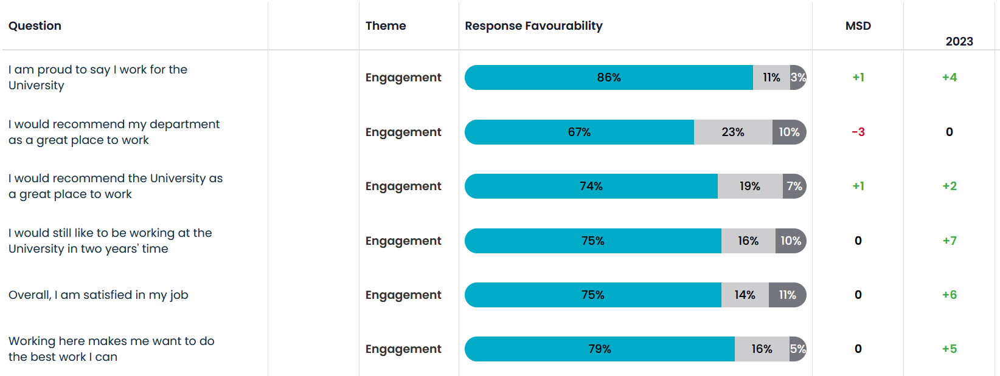 Question Theme Response Favourability MSD
2023
I am proud to say I work for the
University
Engagement 86% 11% 3% +1 +4
I would recommend my department
as a great place to work
Engagement 67% 23% 10% -3 0
I would recommend the University as
a great place to work
Engagement 74% 19% 7% +1 +2
I would still like to be working at the
University in two years' time
Engagement 75% 16% 10% 0 +7
Overall, I am satisfied in my job Engagement 75% 14% 11% 0 +6
Working here makes me want to do
the best work I can
Engagement 79% 16% 5% 0 +5